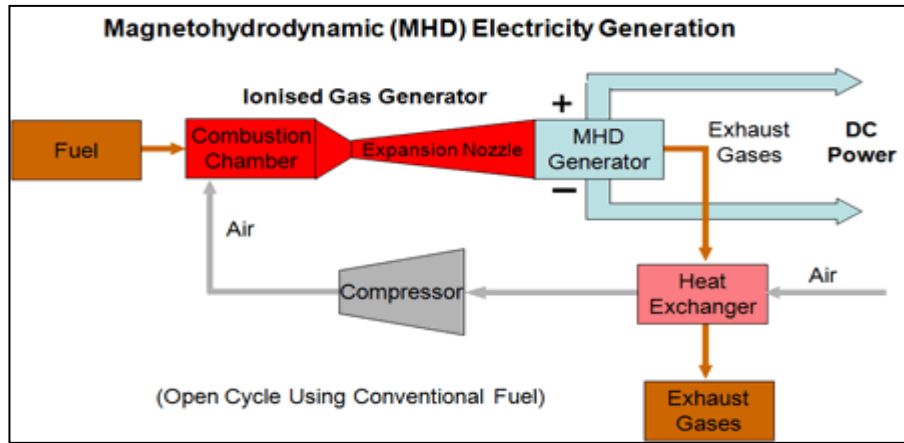 Magnetohydrodynamic (MHD) Electricity Generation
Ionised Gas Generator
Fuel
Combustion
Chamber
Expansion Nozzle
+
MHD
Generator
−
Exhaust
Gases
DC
Power
Air
Compressor
Heat
Exchanger
Air
(Open Cycle Using Conventional Fuel)
Exhaust
Gases